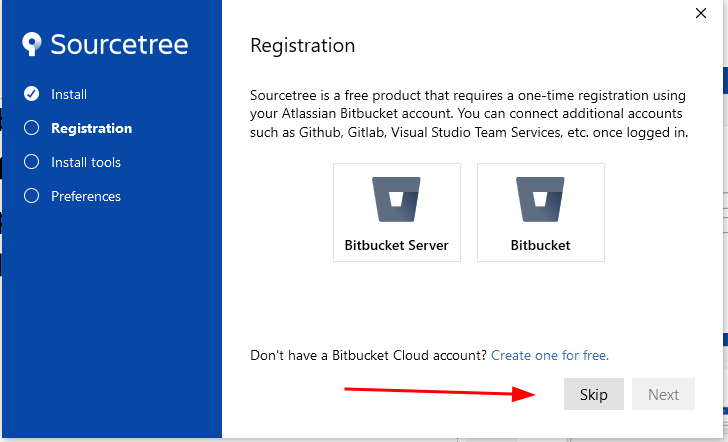 Sourcetree
Install
Registration
Install tools
Preferences
Registration
Sourcetree is a free product that requires a one-time registration using
your Atlassian Bitbucket account. You can connect additional accounts
such as Github, Gitlab, Visual Studio Team Services, etc. once logged in.
Bitbucket Server
Bitbucket
Don't have a Bitbucket Cloud account? Create one for free.
Skip
Next